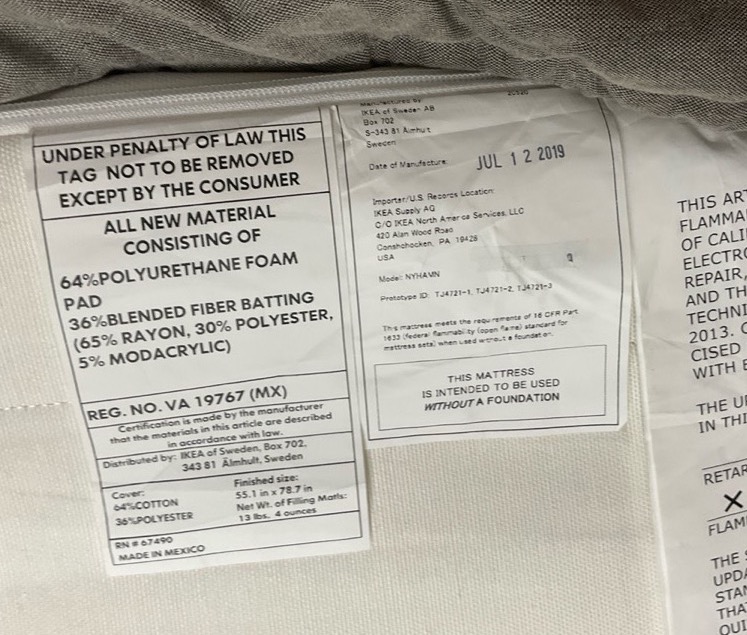 UNDER PENALTY OF LAW THIS
TAG NOT TO BE REMOVED
EXCEPT BY THE CONSUMER
ALL NEW MATERIAL
CONSISTING OF
64%POLYURETHANE FOAM
PAD
36%BLENDED FIBER BATTING
(65% RAYON, 30% POLYESTER,
5% MODACRYLIC)
REG. NO. VA 19767 (MX)
Certification is made by the manufacturer
that the materials in this article are described
in accordance with law.
Distributed by: IKEA of Sweden, Box 702,
343 81 Älmhult, Sweden
Cover:
64%COTTON
36%POLYESTER
Finished size:
55.1 in x 78.7 in
Net Wt. of Filling Matls:
13 lbs. 4 ounces
RN # 67490
MADE IN MEXICO
Manufactured by
IKEA of Sweden AB
Box 702
S-343 81 Älmhult
Sweden
Date of Manufacture: JUL 1 2 2019
Importer/U.S. Records Location:
IKEA Supply AG
C/O IKEA North America Services, LLC
420 Alan Wood Road
Conshohocken, PA 19428
USA
Model: NYHAMN
Prototype ID: TJ4721-1, TJ4721-2, TJ4721-3
This mattress meets the requirements of 16 CFR Part
1633 (federal flammability (open flame) standard for
mattress sets) when used without a foundation.
THIS MATTRESS
IS INTENDED TO BE USED
WITHOUT A FOUNDATION
THIS AR
FLAMMA
OF CALI
ELECTRO
REPAIR,
AND TH
TECHNI
2013. C
CISED
WITH
THE U
IN THI
RETAR
X
FLAM
THE
UPDA
STAN
THA
QUI